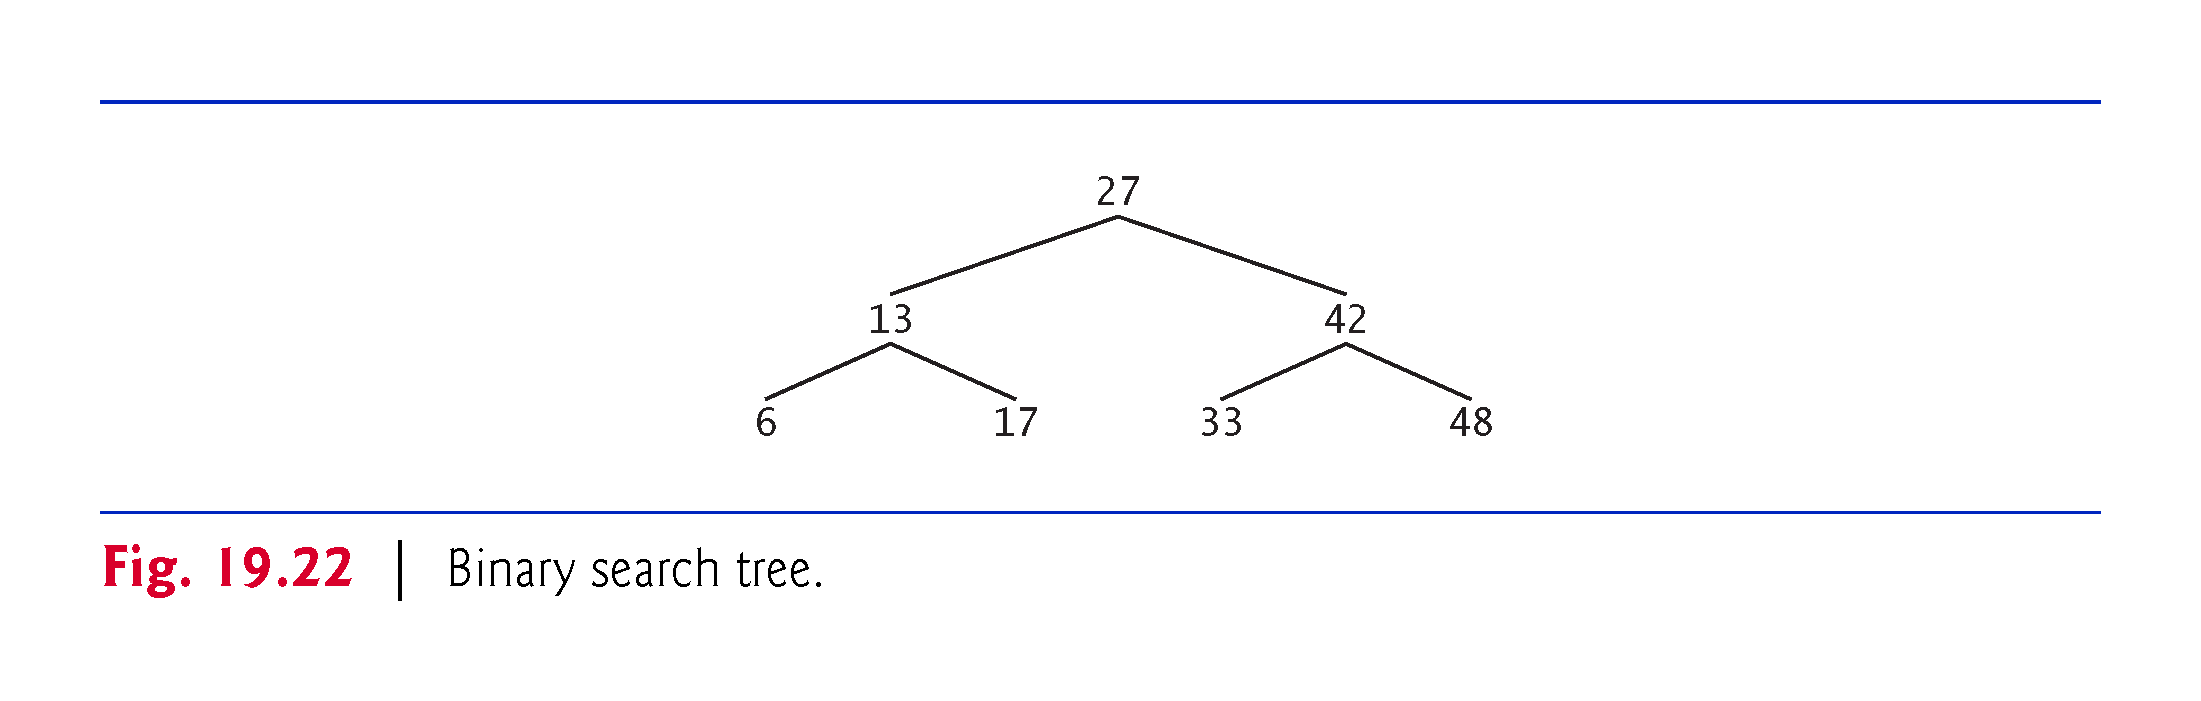 27
13 42
6 17 33 48
Fig. 19.22 | Binary search tree.